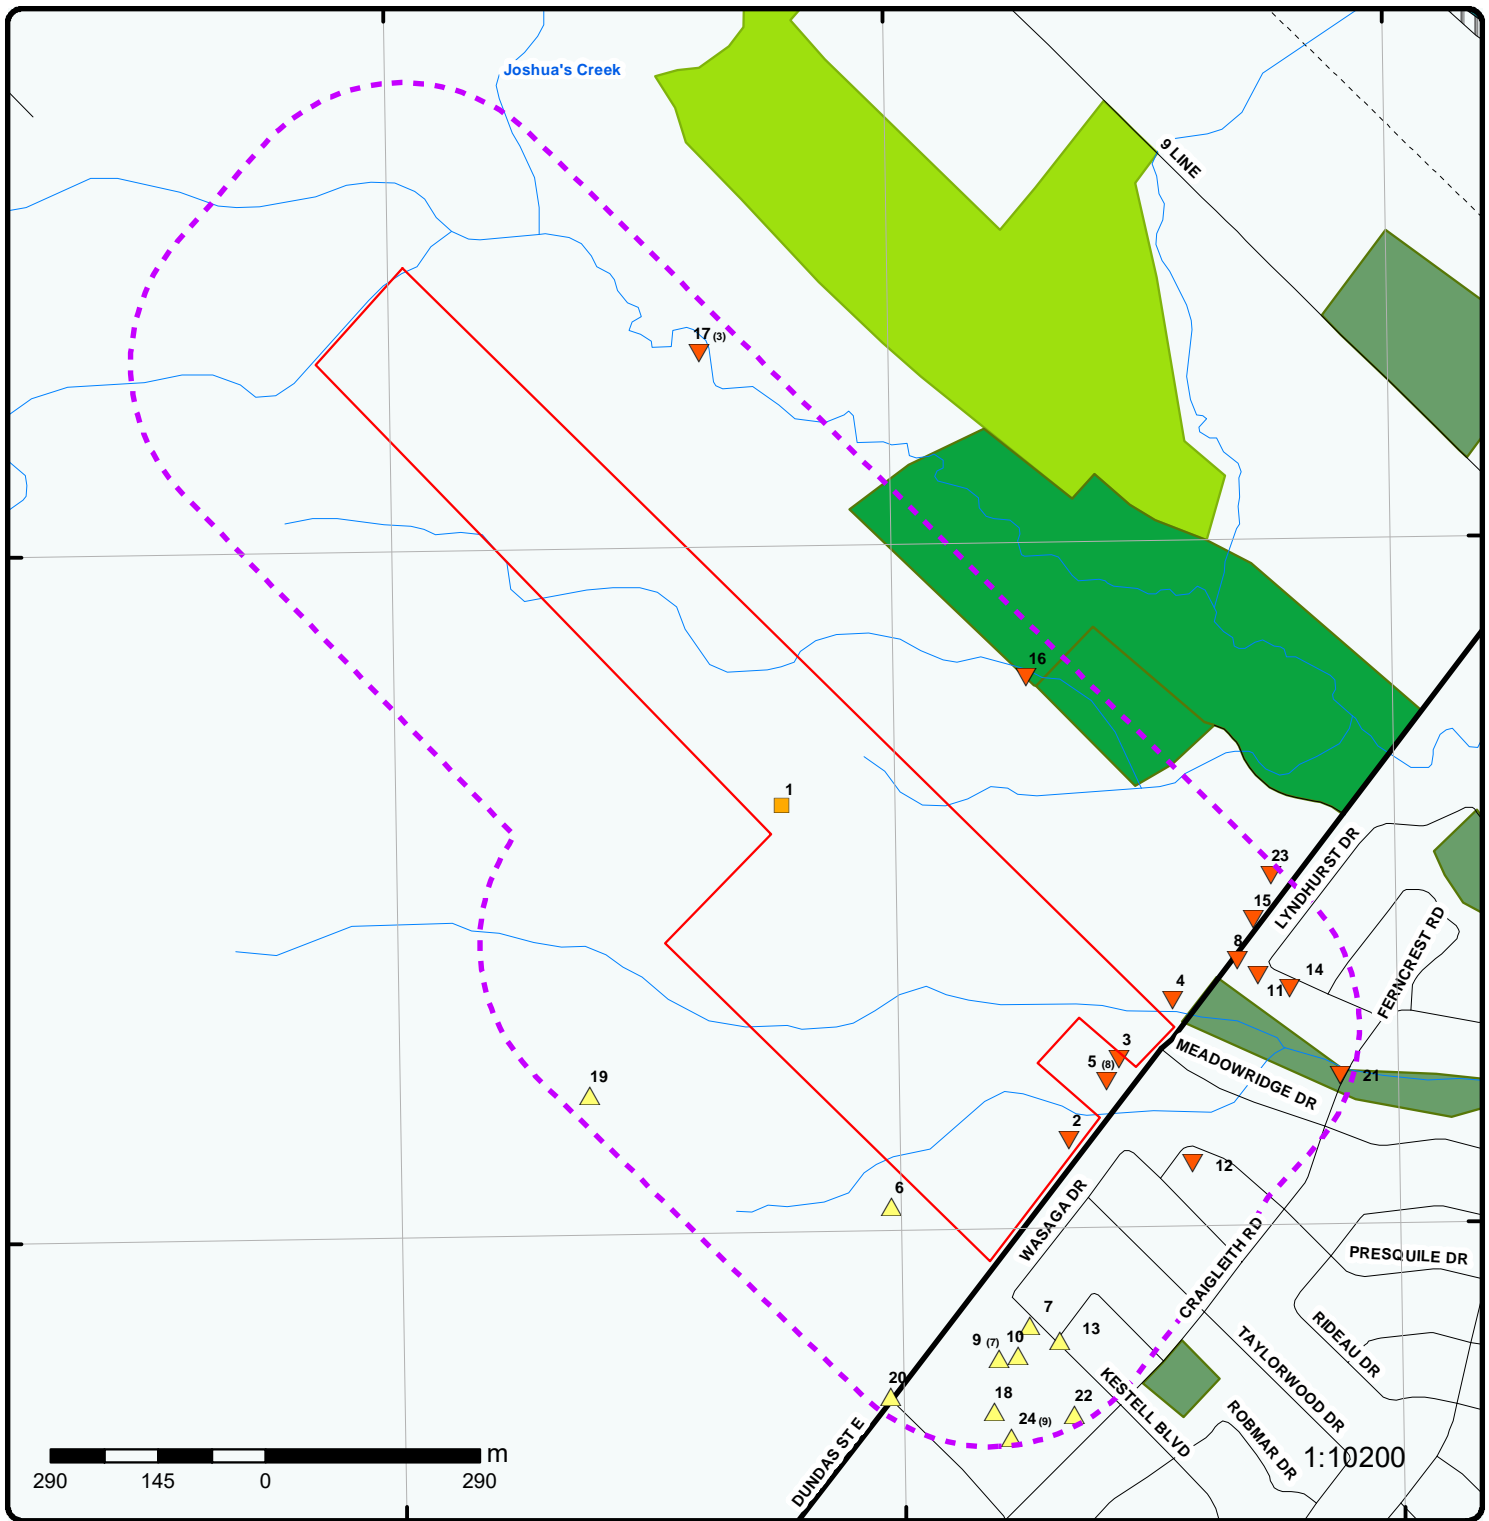 Joshua's Creek
9 LINE
17 (3)
16
1
23
LYNDHURST DR
15
8
FERNCREST RD
14
11
4
3
5 (8)
MEADOWRIDGE DR
21
19
2
12
6
WASAGA DR
CRAIGLEITH RD
PRESQUILE DR
7
RIDEAU DR
9 (7)
10
13
TAYLORWOOD DR
20
KESTELL BLVD
18
22
24 (9)
ROBMAR DR
DUNDAS ST E
m
1:10200
290 145 0 290